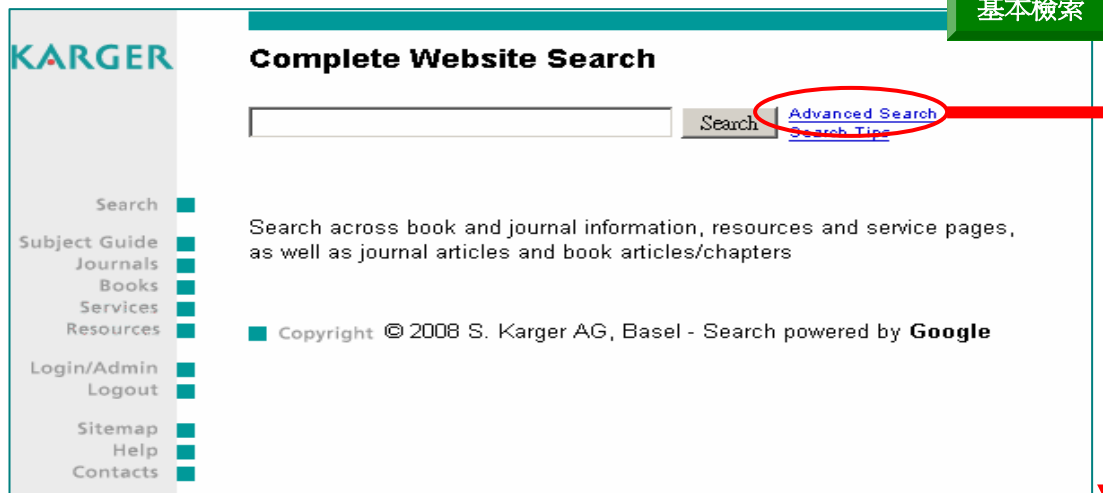 基本檢索
KARGER
Complete Website Search
Search
Advanced Search
Search Tips
Search
Subject Guide
Journals
Books
Services
Resources
Login/Admin
Logout
Sitemap
Help
Contacts
Search across book and journal information, resources and service pages,
as well as journal articles and book articles/chapters
Copyright © 2008 S. Karger AG, Basel - Search powered by Google